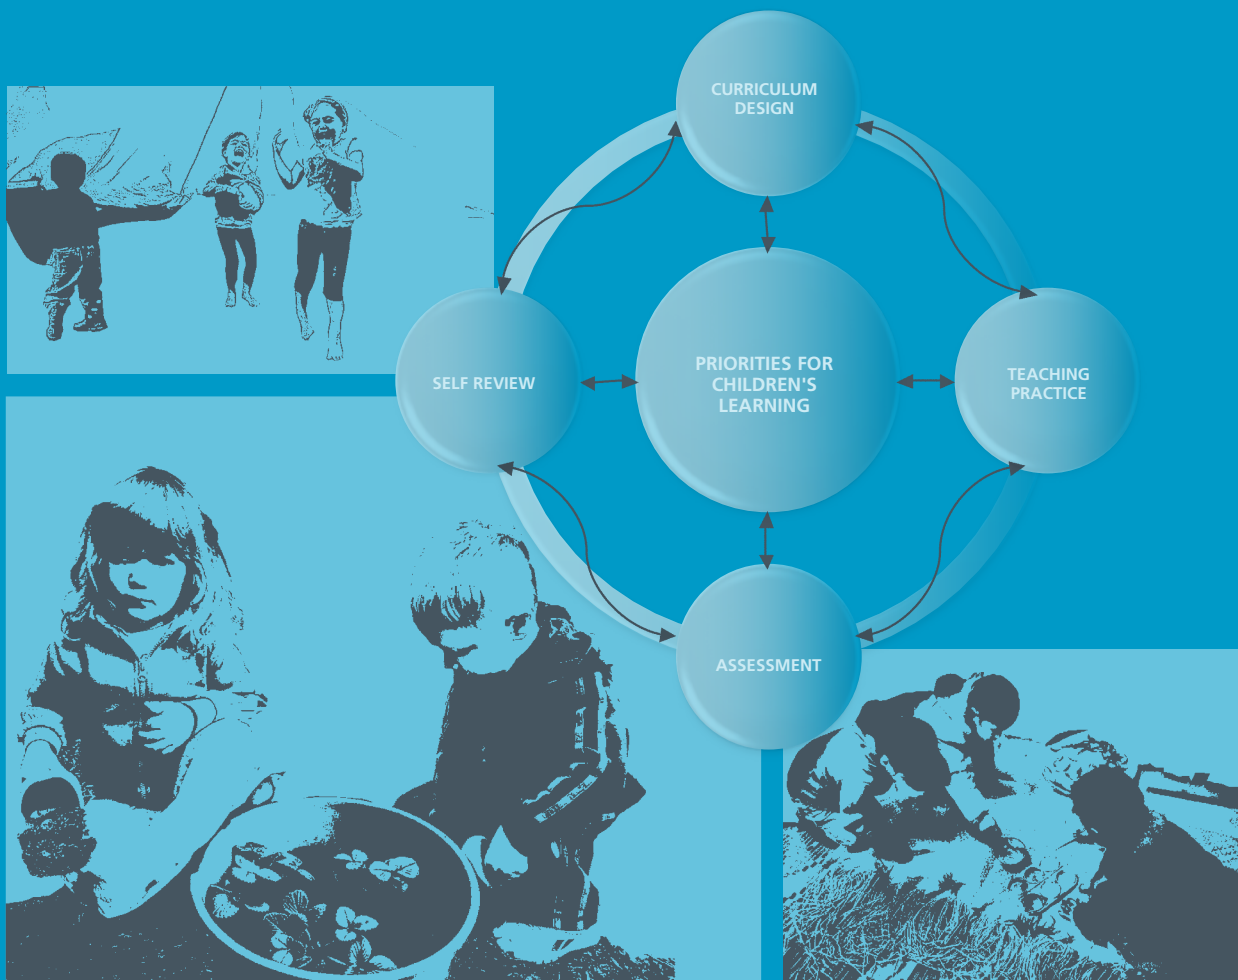 CURRICULUM
DESIGN
PRIORITIES FOR
CHILDREN'S
LEARNING
SELF REVIEW
TEACHING
PRACTICE
ASSESSMENT